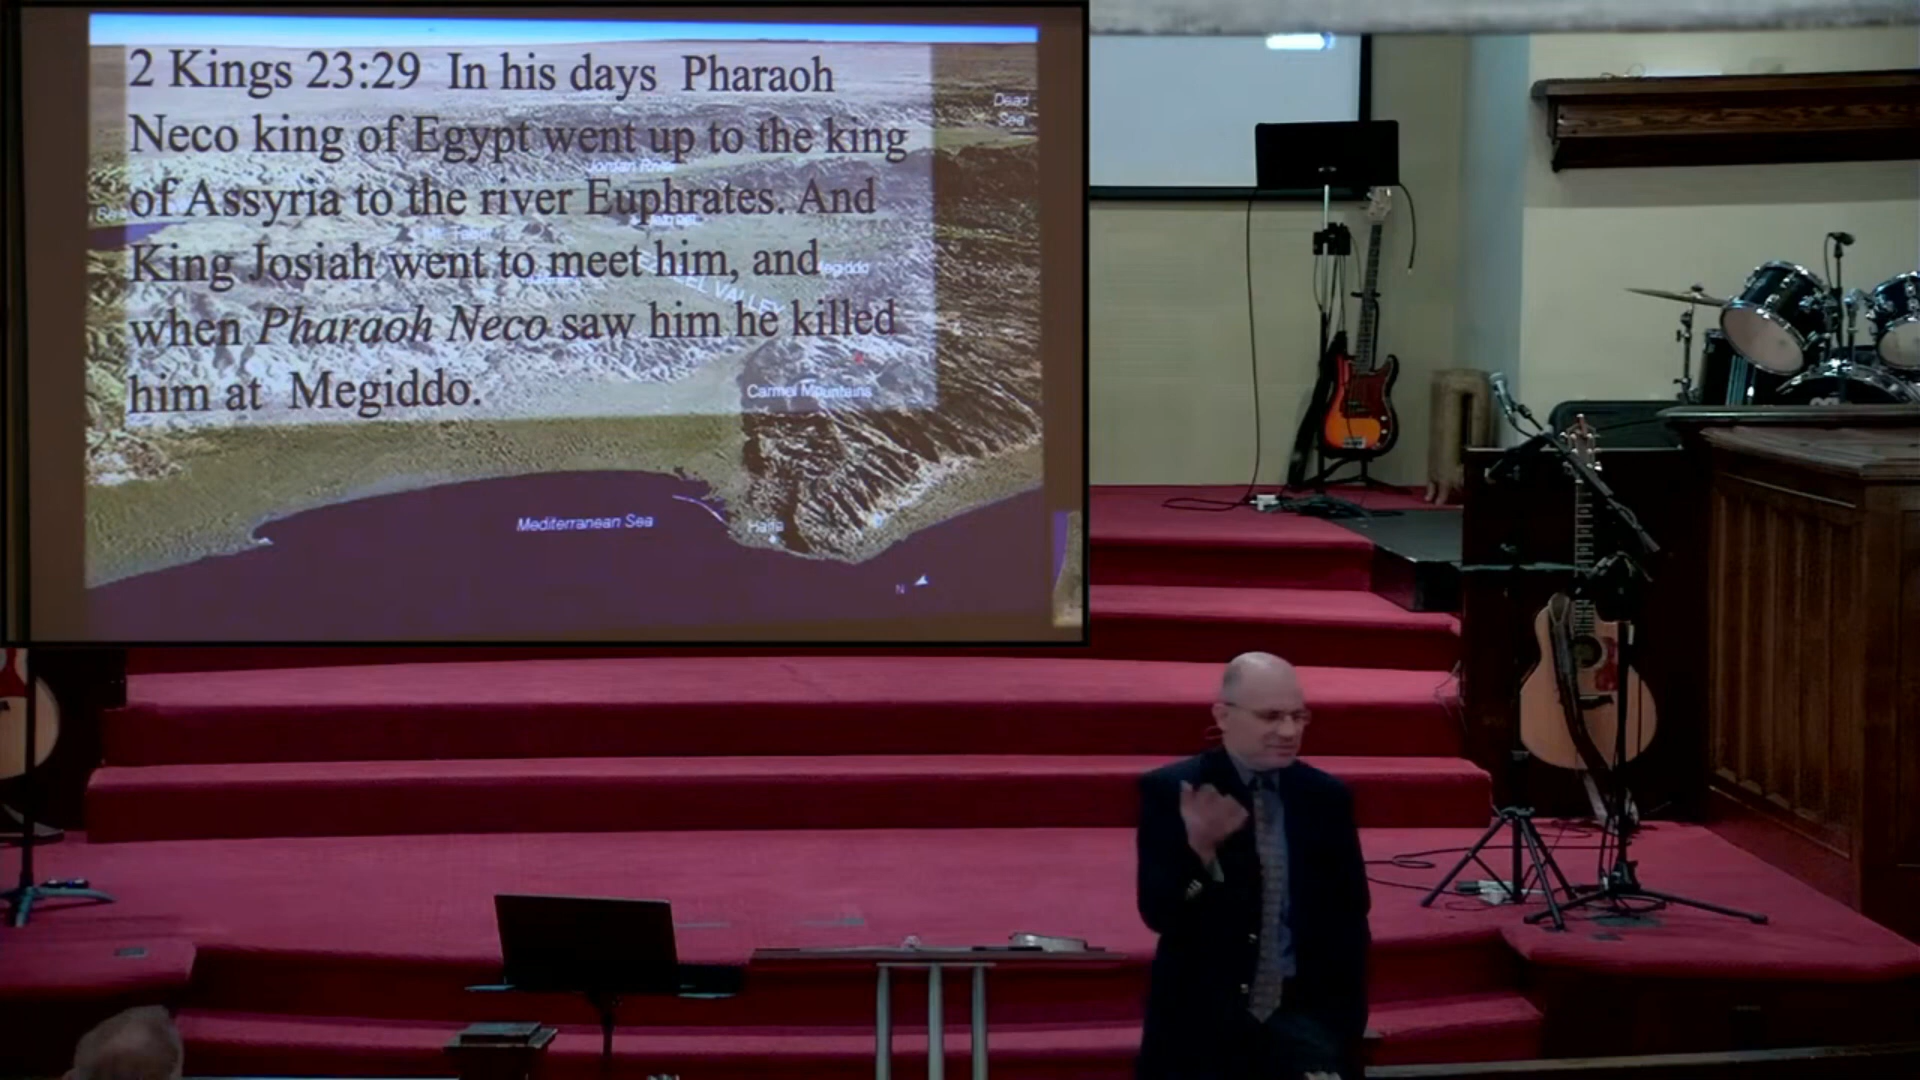 2 Kings 23:29 In his days Pharaoh
Neco king of Egypt went up to the king
of Assyria to the river Euphrates. And
King Josiah went to meet him, and
when Pharaoh Neco saw him he killed
him at Megiddo.
Dead
Sea
Jordan River
Megiddo
VALLEY
Carmel Mountains
Mediterranean Sea
Haifa
N